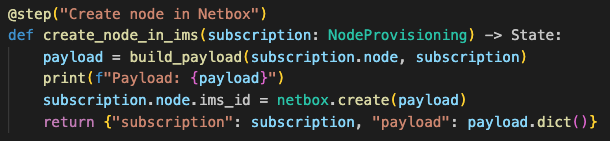 @step("Create node in Netbox")
def create_node_in_ims(subscription: NodeProvisioning) -> State:
    payload = build_payload(subscription.node, subscription)
    print(f"Payload: {payload}")
    subscription.node.ims_id = netbox.create(payload)
    return {"subscription": subscription, "payload": payload.dict()}